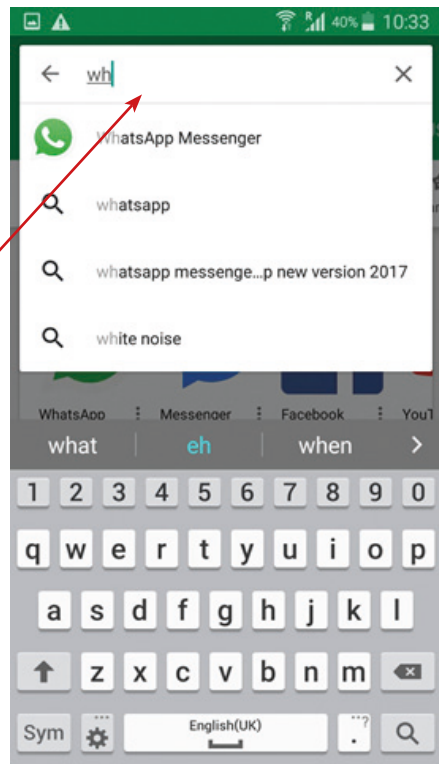 R 40% 10:33
wh
WhatsApp Messenger
whatsapp
whatsapp messenge...p new version 2017
white noise
WhatsApp Messenger Facebook YouT
what eh when
1 2 3 4 5 6 7 8 9 0
q w e r t y u i o p
a s d f g h j k l
z x c v b n m
Sym English(UK) ...? .